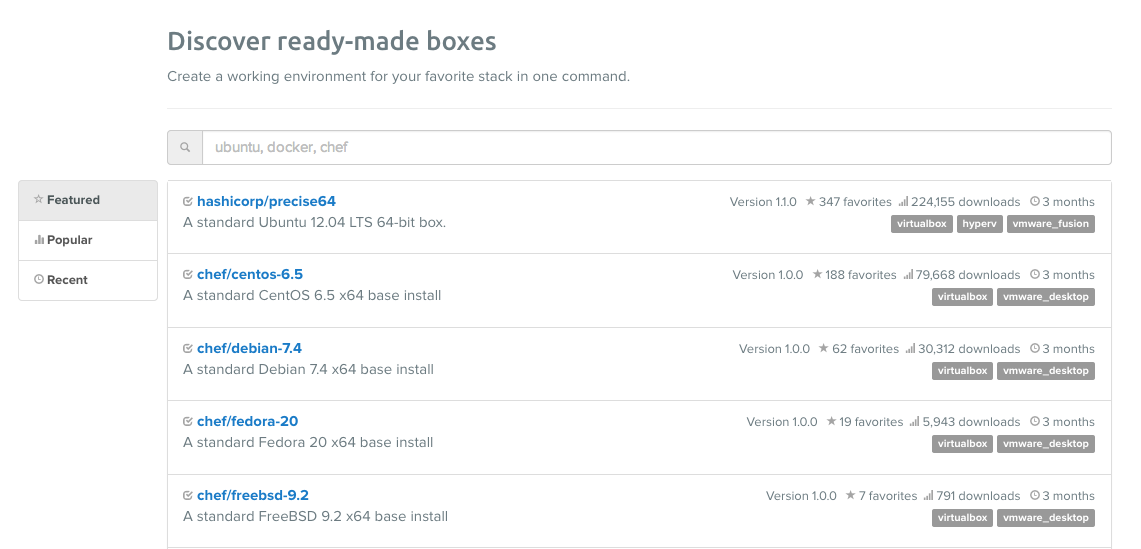 Discover ready-made boxes
Create a working environment for your favorite stack in one command.
ubuntu, docker, chef
Featured
Popular
Recent
hashicorp/precise64 Version 1.1.0 347 favorites 224,155 downloads 3 months
A standard Ubuntu 12.04 LTS 64-bit box. virtualbox hyperv vmware_fusion
chef/centos-6.5 Version 1.0.0 188 favorites 79,668 downloads 3 months
A standard CentOS 6.5 x64 base install virtualbox vmware_desktop
chef/debian-7.4 Version 1.0.0 62 favorites 30,312 downloads 3 months
A standard Debian 7.4 x64 base install virtualbox vmware_desktop
chef/fedora-20 Version 1.0.0 19 favorites 5,943 downloads 3 months
A standard Fedora 20 x64 base install virtualbox vmware_desktop
chef/freebsd-9.2 Version 1.0.0 7 favorites 791 downloads 3 months
A standard FreeBSD 9.2 x64 base install virtualbox vmware_desktop